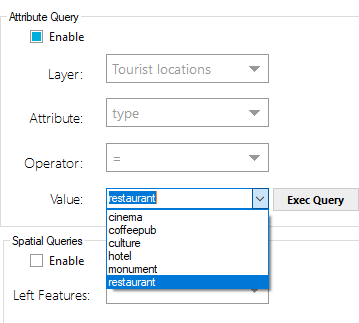 Attribute Query
Enable
Layer: Tourist locations
Attribute: type
Operator: =
Value: restaurant Exec Query
cinema
coffeepub
culture
hotel
monument
restaurant
Spatial Queries
Enable
Left Features: